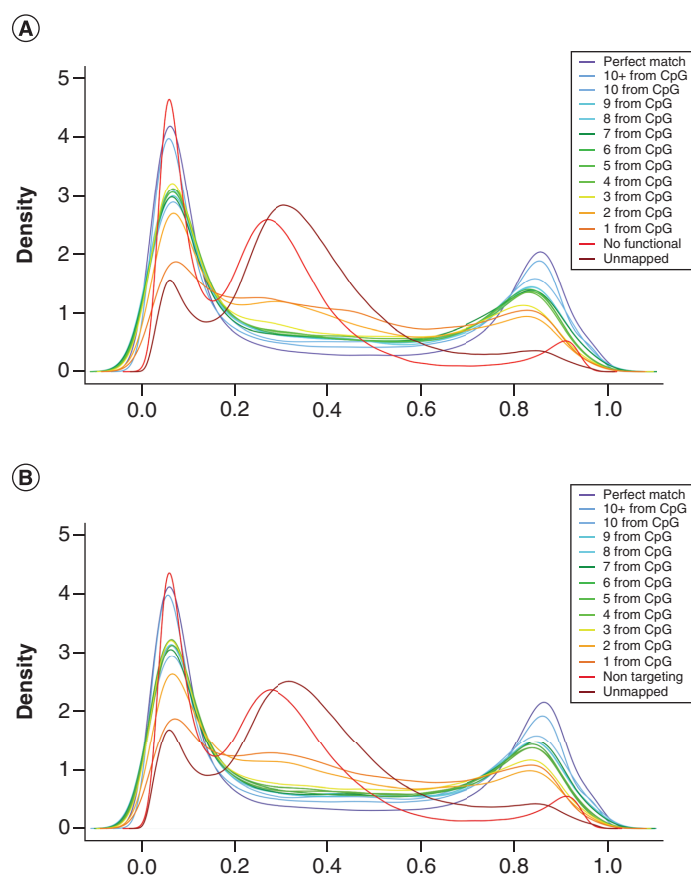 A
Density
5
4
3
2
1
0
0.0 0.2 0.4 0.6 0.8 1.0
Perfect match
10+ from CpG
10 from CpG
9 from CpG
8 from CpG
7 from CpG
6 from CpG
5 from CpG
4 from CpG
3 from CpG
2 from CpG
1 from CpG
No functional
Unmapped
B
Density
5
4
3
2
1
0
0.0 0.2 0.4 0.6 0.8 1.0
Perfect match
10+ from CpG
10 from CpG
9 from CpG
8 from CpG
7 from CpG
6 from CpG
5 from CpG
4 from CpG
3 from CpG
2 from CpG
1 from CpG
Non targeting
Unmapped